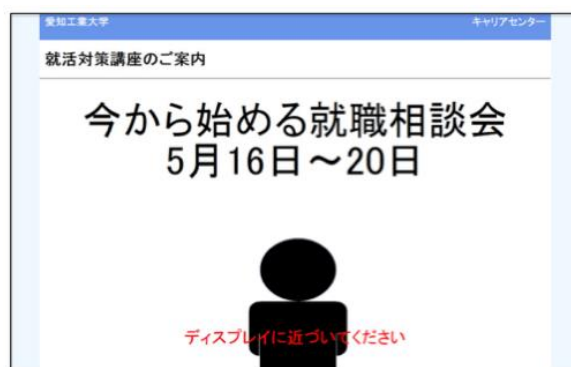 愛知工業大学
キャリアセンター
就活対策講座のご案内
今から始める就職相談会
5月16日～20日
ディスプレイに近づいてください